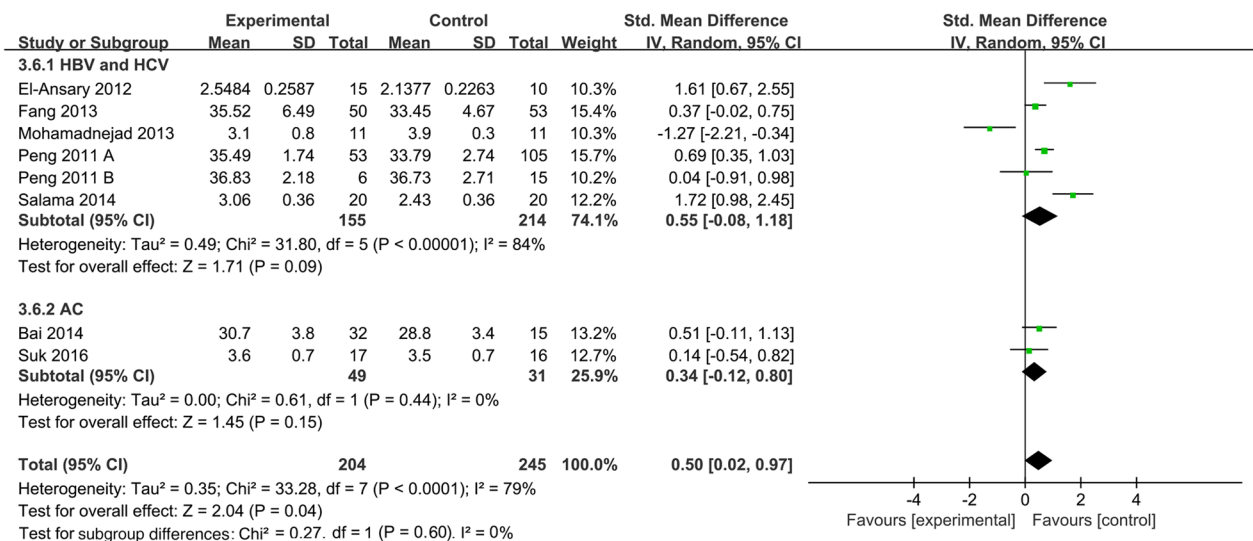 Experimental Control Std. Mean Difference Std. Mean Difference
Study or Subgroup Mean SD Total Mean SD Total Weight IV, Random, 95% CI IV, Random, 95% CI
3.6.1 HBV and HCV
El-Ansary 2012 2.5484 0.2587 15 2.1377 0.2263 10 10.3% 1.61 [0.67, 2.55]
Fang 2013 35.52 6.49 50 33.45 4.67 53 15.4% 0.37 [-0.02, 0.75]
Mohamadnejad 2013 3.1 0.8 11 3.9 0.3 11 10.3% -1.27 [-2.21, -0.34]
Peng 2011 A 35.49 1.74 53 33.79 2.74 105 15.7% 0.69 [0.35, 1.03]
Peng 2011 B 36.83 2.18 6 36.73 2.71 15 10.2% 0.04 [-0.91, 0.98]
Salama 2014 3.06 0.36 20 2.43 0.36 20 12.2% 1.72 [0.98, 2.45]
Subtotal (95% CI) 155 214 74.1% 0.55 [-0.08, 1.18]
Heterogeneity: Tau² = 0.49; Chi² = 31.80, df = 5 (P < 0.00001); I² = 84%
Test for overall effect: Z = 1.71 (P = 0.09)
3.6.2 AC
Bai 2014 30.7 3.8 32 28.8 3.4 15 13.2% 0.51 [-0.11, 1.13]
Suk 2016 3.6 0.7 17 3.5 0.7 16 12.7% 0.14 [-0.54, 0.82]
Subtotal (95% CI) 49 31 25.9% 0.34 [-0.12, 0.80]
Heterogeneity: Tau² = 0.00; Chi² = 0.61, df = 1 (P = 0.44); I² = 0%
Test for overall effect: Z = 1.45 (P = 0.15)
Total (95% CI) 204 245 100.0% 0.50 [0.02, 0.97]
Heterogeneity: Tau² = 0.35; Chi² = 33.28, df = 7 (P < 0.0001); I² = 79%
Test for overall effect: Z = 2.04 (P = 0.04)
Test for subgroup differences: Chi² = 0.27. df = 1 (P = 0.60). I² = 0%
-4 -2 0 2 4
Favours [experimental] Favours [control]